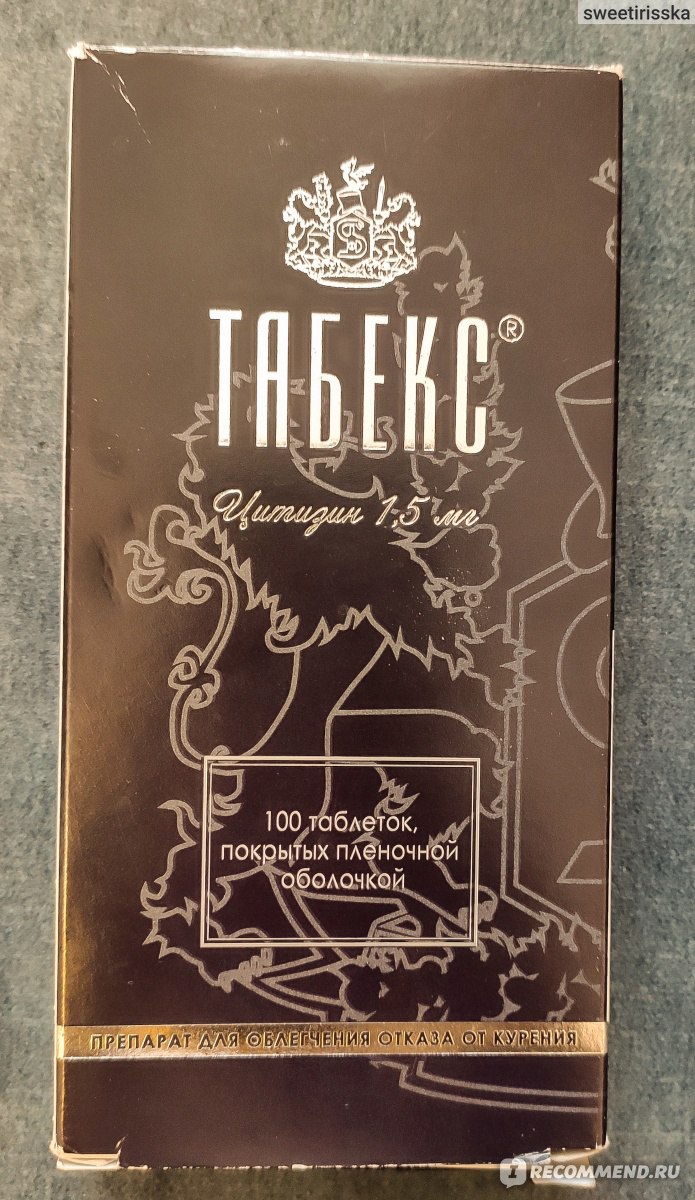 sweetirisska
ТАБЕКС®
Цитизин 1,5 мг
100 таблеток,
покрытых пленочной
оболочкой
ПРЕПАРАТ ДЛЯ ОБЛЕГЧЕНИЯ ОТКАЗА ОТ КУРЕНИЯ
IRECOMMEND.RU